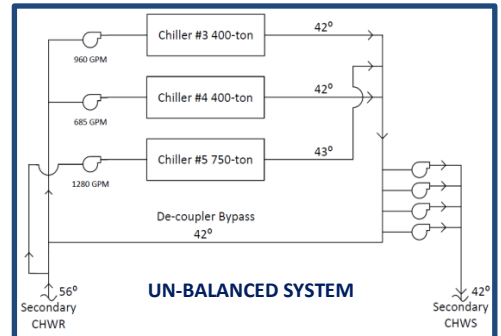 Chiller #3 400-ton
42°
960 GPM
Chiller #4 400-ton
42°
685 GPM
Chiller #5 750-ton
43°
1280 GPM
De-coupler Bypass
42°
56°
Secondary
CHWR
UN-BALANCED SYSTEM
42°
Secondary
CHWS